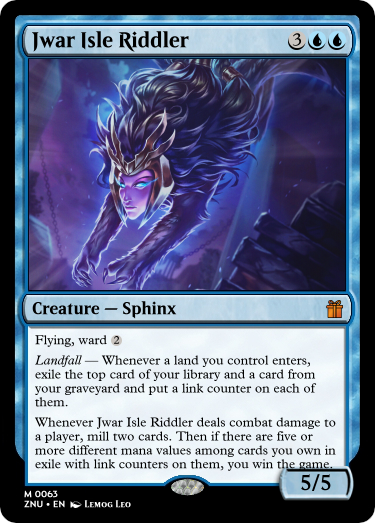 Jwar Isle Riddler 3
Creature — Sphinx
Flying, ward 2
Landfall — Whenever a land you control enters,
exile the top card of your library and a card from
your graveyard and put a link counter on each of
them.
Whenever Jwar Isle Riddler deals combat damage to
a player, mill two cards. Then if there are five or
more different mana values among cards you own in
exile with link counters on them, you win the game.
5/5
M 0063
ZNU • EN Lemog Leo